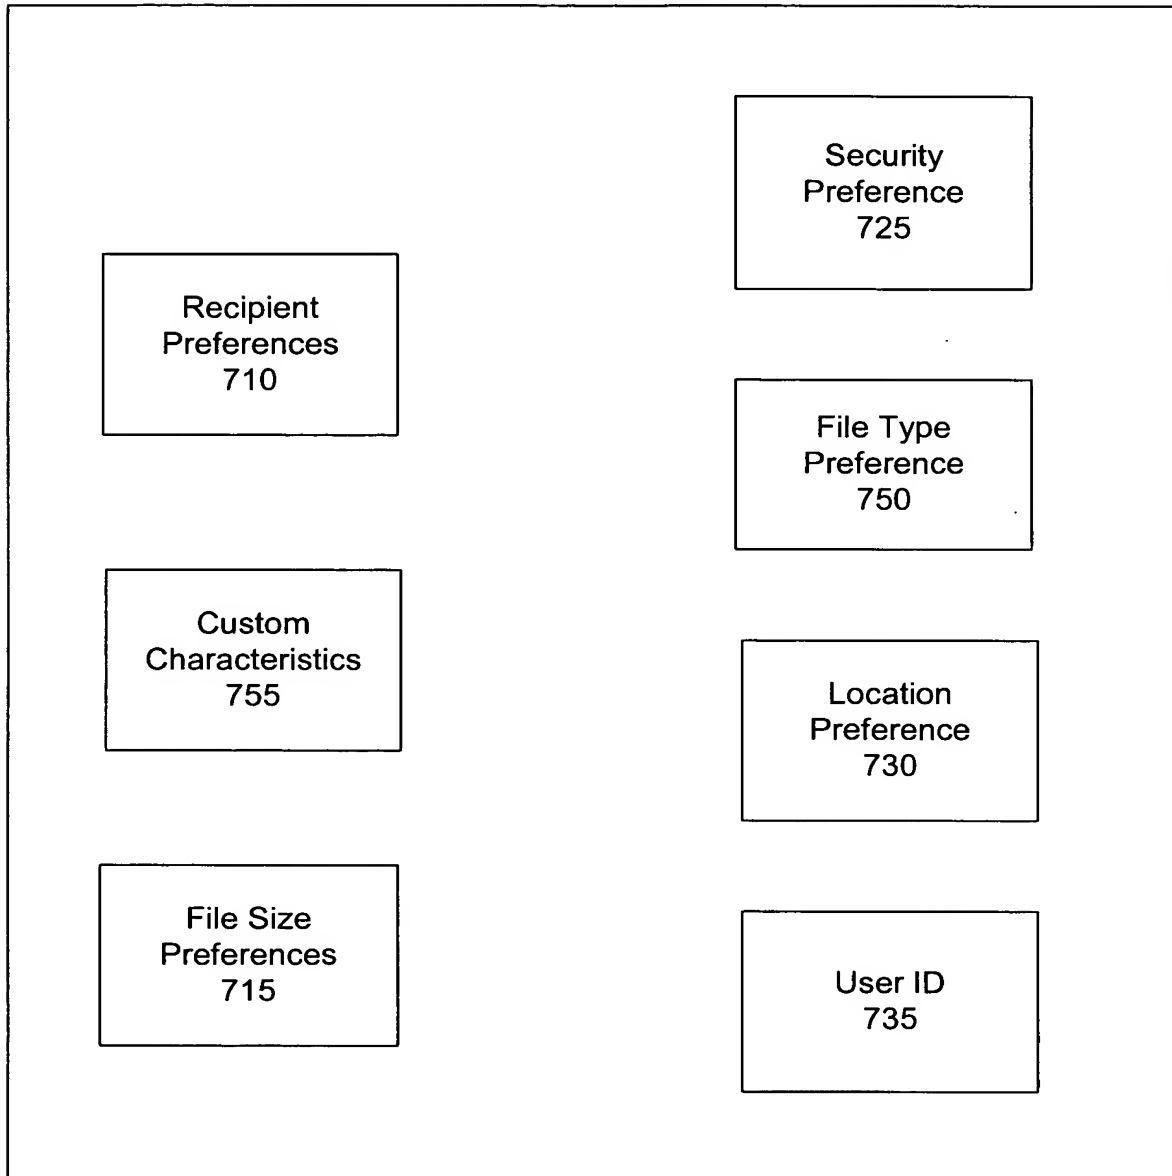 Recipient
Preferences
710
Custom
Characteristics
755
File Size
Preferences
715
Security
Preference
725
File Type
Preference
750
Location
Preference
730
User ID
735